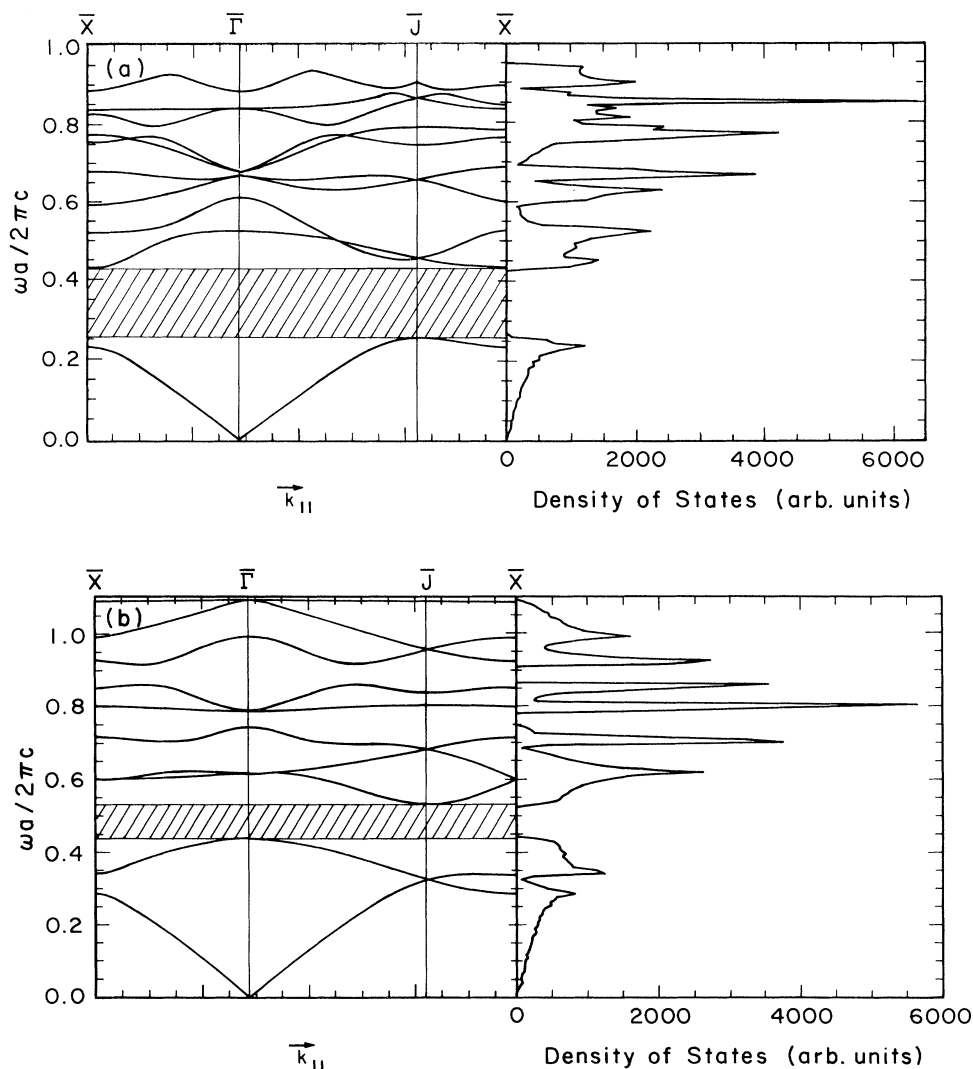 X̄ Γ̄ J̄ X̄
(a)
1.0
0.8
0.6
0.4
0.2
0.0
ωa/2πc
0 2000 4000 6000
k⃗ıı Density of States (arb. units)
X̄ Γ̄ J̄ X̄
(b)
1.0
0.8
0.6
0.4
0.2
0.0
ωa/2πc
0 2000 4000 6000
k⃗ıı Density of States (arb. units)